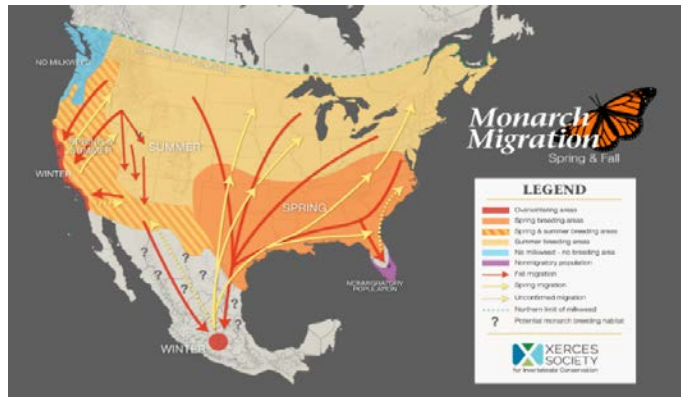 NO MILKWEED
SPRING &
SUMMER
WINTER
SUMMER
SPRING
NONMIGRATORY
POPULATION
WINTER
Monarch
Migration
Spring & Fall
LEGEND
Overwintering areas
Spring breeding areas
Spring & summer breeding areas
Summer breeding areas
No milkweed - no breeding area
Nonmigratory population
Fall migration
Spring migration
Unconfirmed migration
Northern limit of milkweed
? Potential monarch breeding habitat
XERCES
SOCIETY
for Invertebrate Conservation